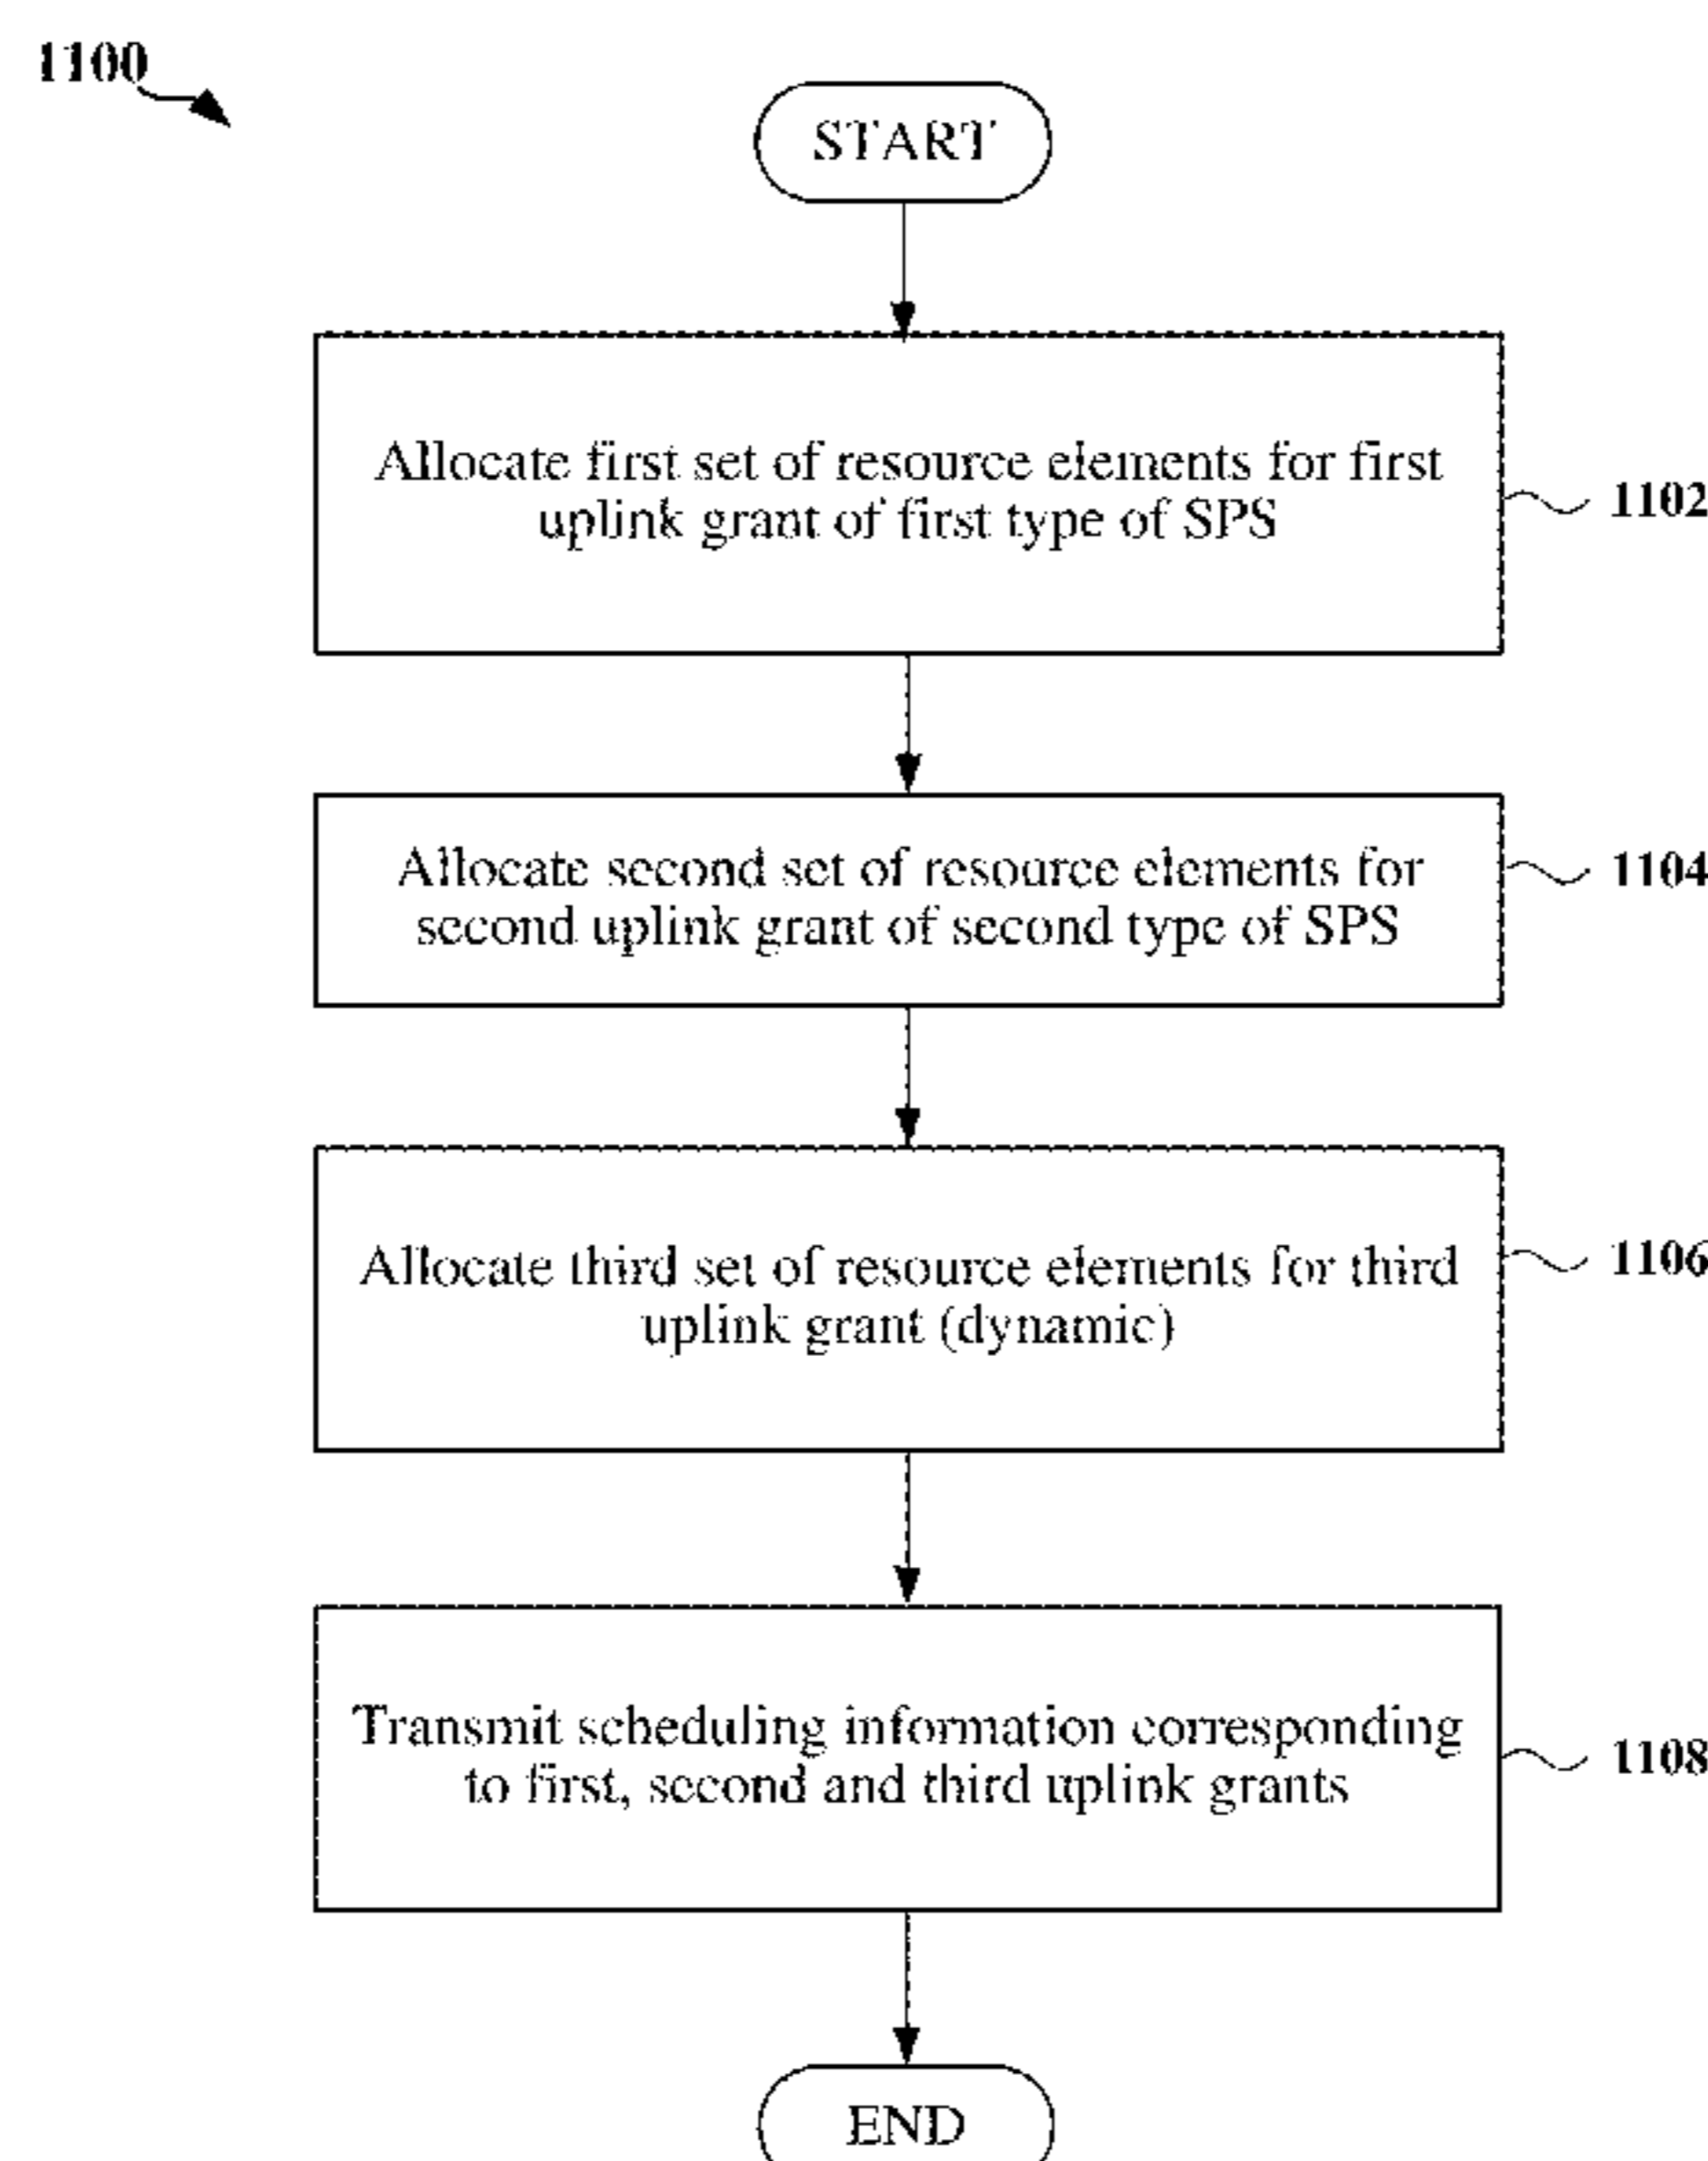 1100
START
Allocate first set of resource elements for first
uplink grant of first type of SPS
1102
Allocate second set of resource elements for
second uplink grant of second type of SPS
1104
Allocate third set of resource elements for third
uplink grant (dynamic)
1106
Transmit scheduling information corresponding
to first, second and third uplink grants
1108
END